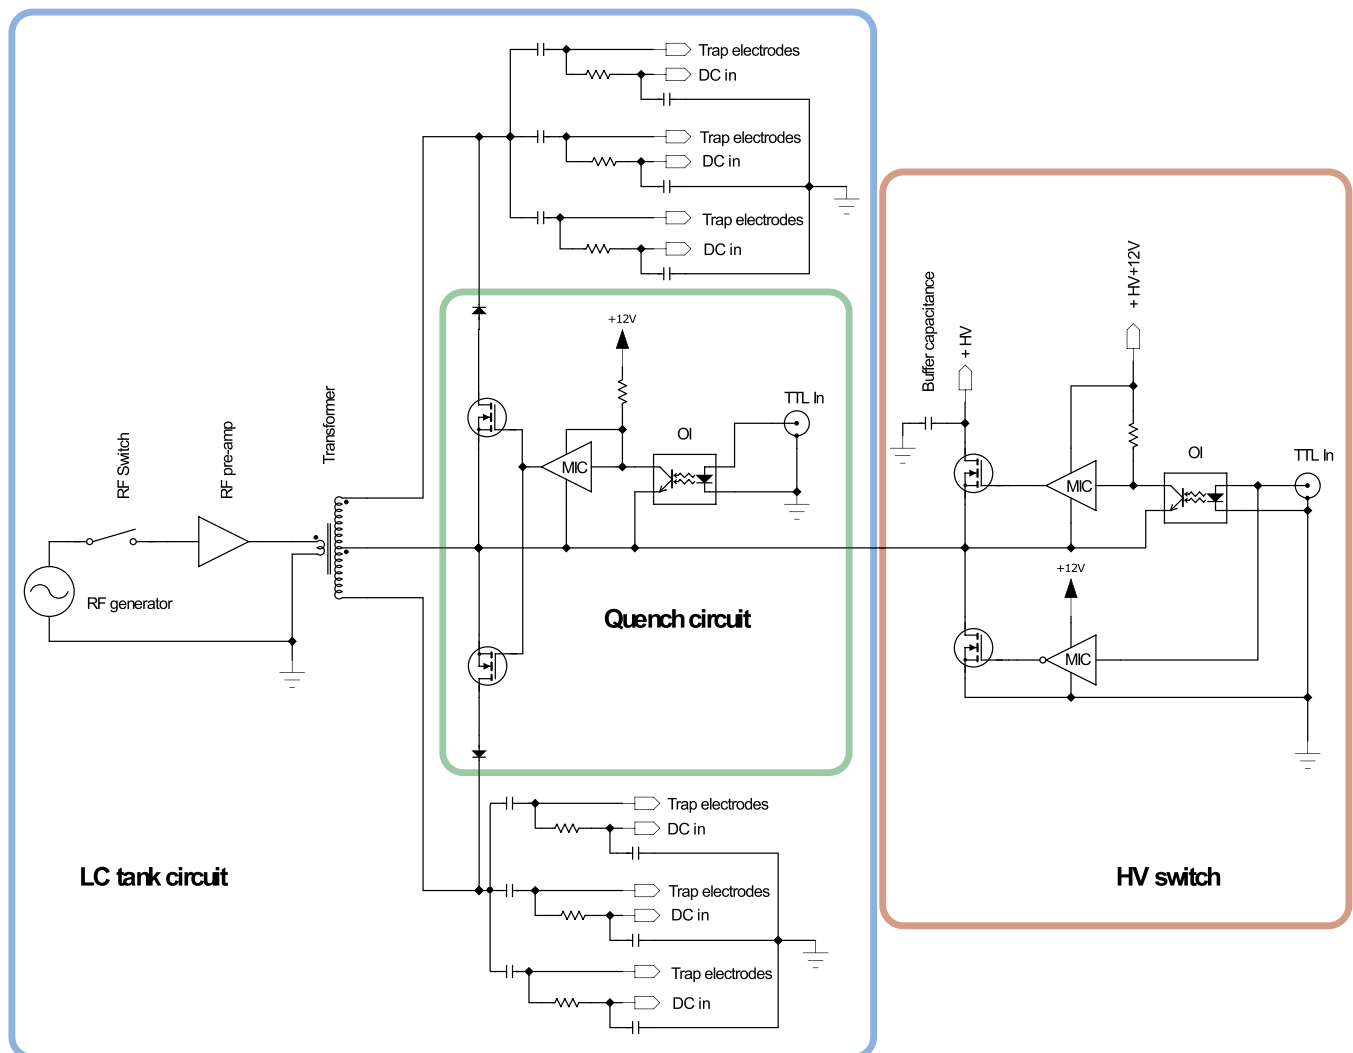 Trap electrodes
DC in
Trap electrodes
DC in
Trap electrodes
DC in
+12V
TTL In
OI
MIC
Quench circuit
RF Switch
RF pre-amp
Transformer
RF generator
LC tank circuit
Trap electrodes
DC in
Trap electrodes
DC in
Trap electrodes
DC in
Buffer capacitance
+ HV
+ HV+12V
OI
TTL In
MIC
+12V
MIC
HV switch